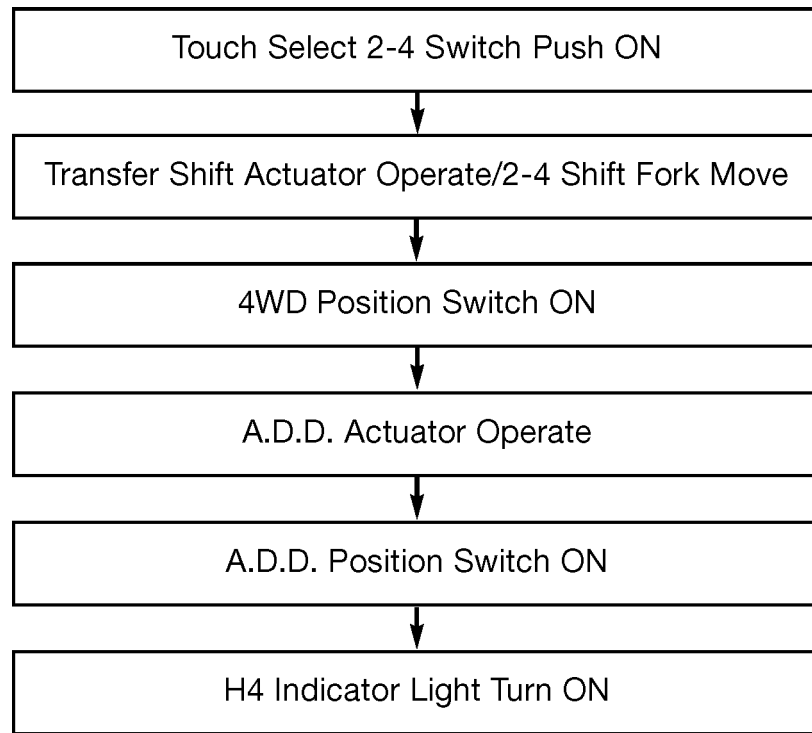 Touch Select 2-4 Switch Push ON
Transfer Shift Actuator Operate/2-4 Shift Fork Move
4WD Position Switch ON
A.D.D. Actuator Operate
A.D.D. Position Switch ON
H4 Indicator Light Turn ON